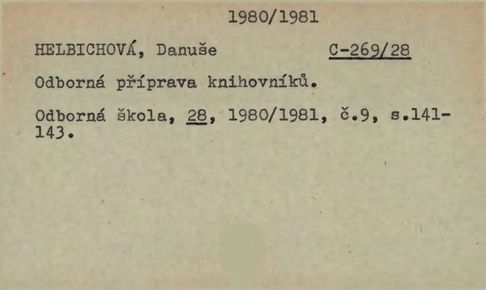 1980/1981
HELBICHOVÁ, Danuše C-269/28
Odborná příprava knihovníků.
Odborná škola, 28, 1980/1981, č.9, s.141-
143.